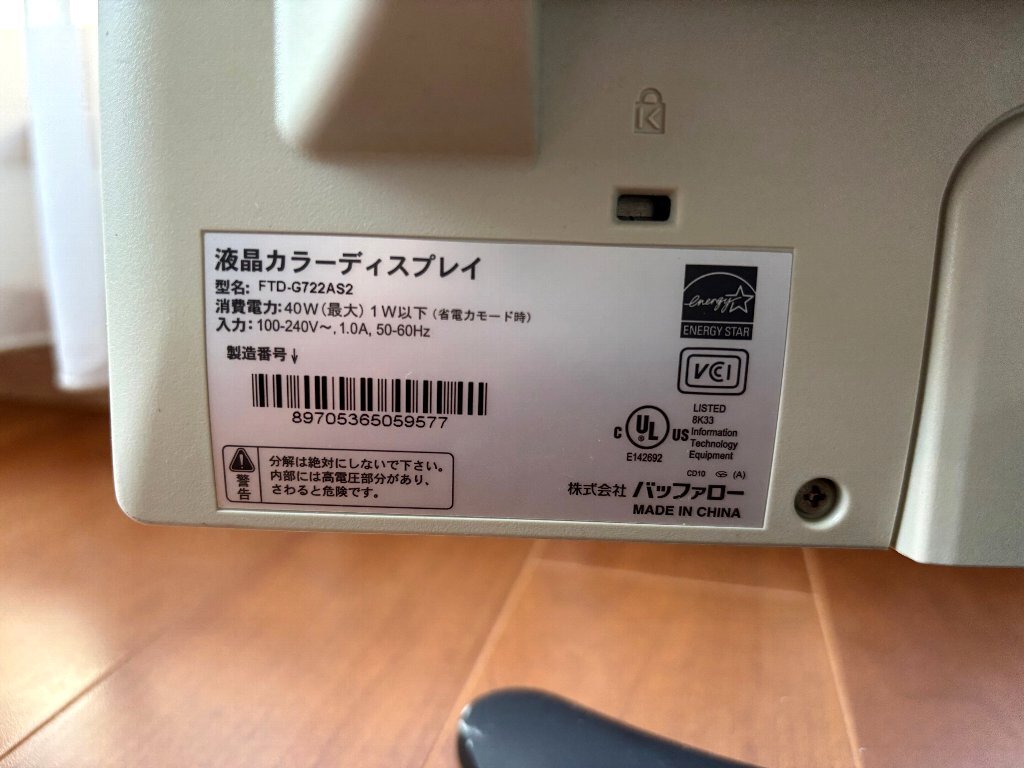 液晶カラーディスプレイ
型名: FTD-G722AS2
消費電力: 40W (最大) 1W以下 (省電力モード時)
入力: 100-240V～, 1.0A, 50-60Hz
製造番号↓
89705365059577
警告
分解は絶対にしないで下さい。
内部には高電圧部分があり、
さわると危険です。
energy
ENERGY STAR
VCI
C UL US
®
E142692
LISTED
8K33
Information
Technology
Equipment
CD10 (A)
株式会社 バッファロー
MADE IN CHINA
K